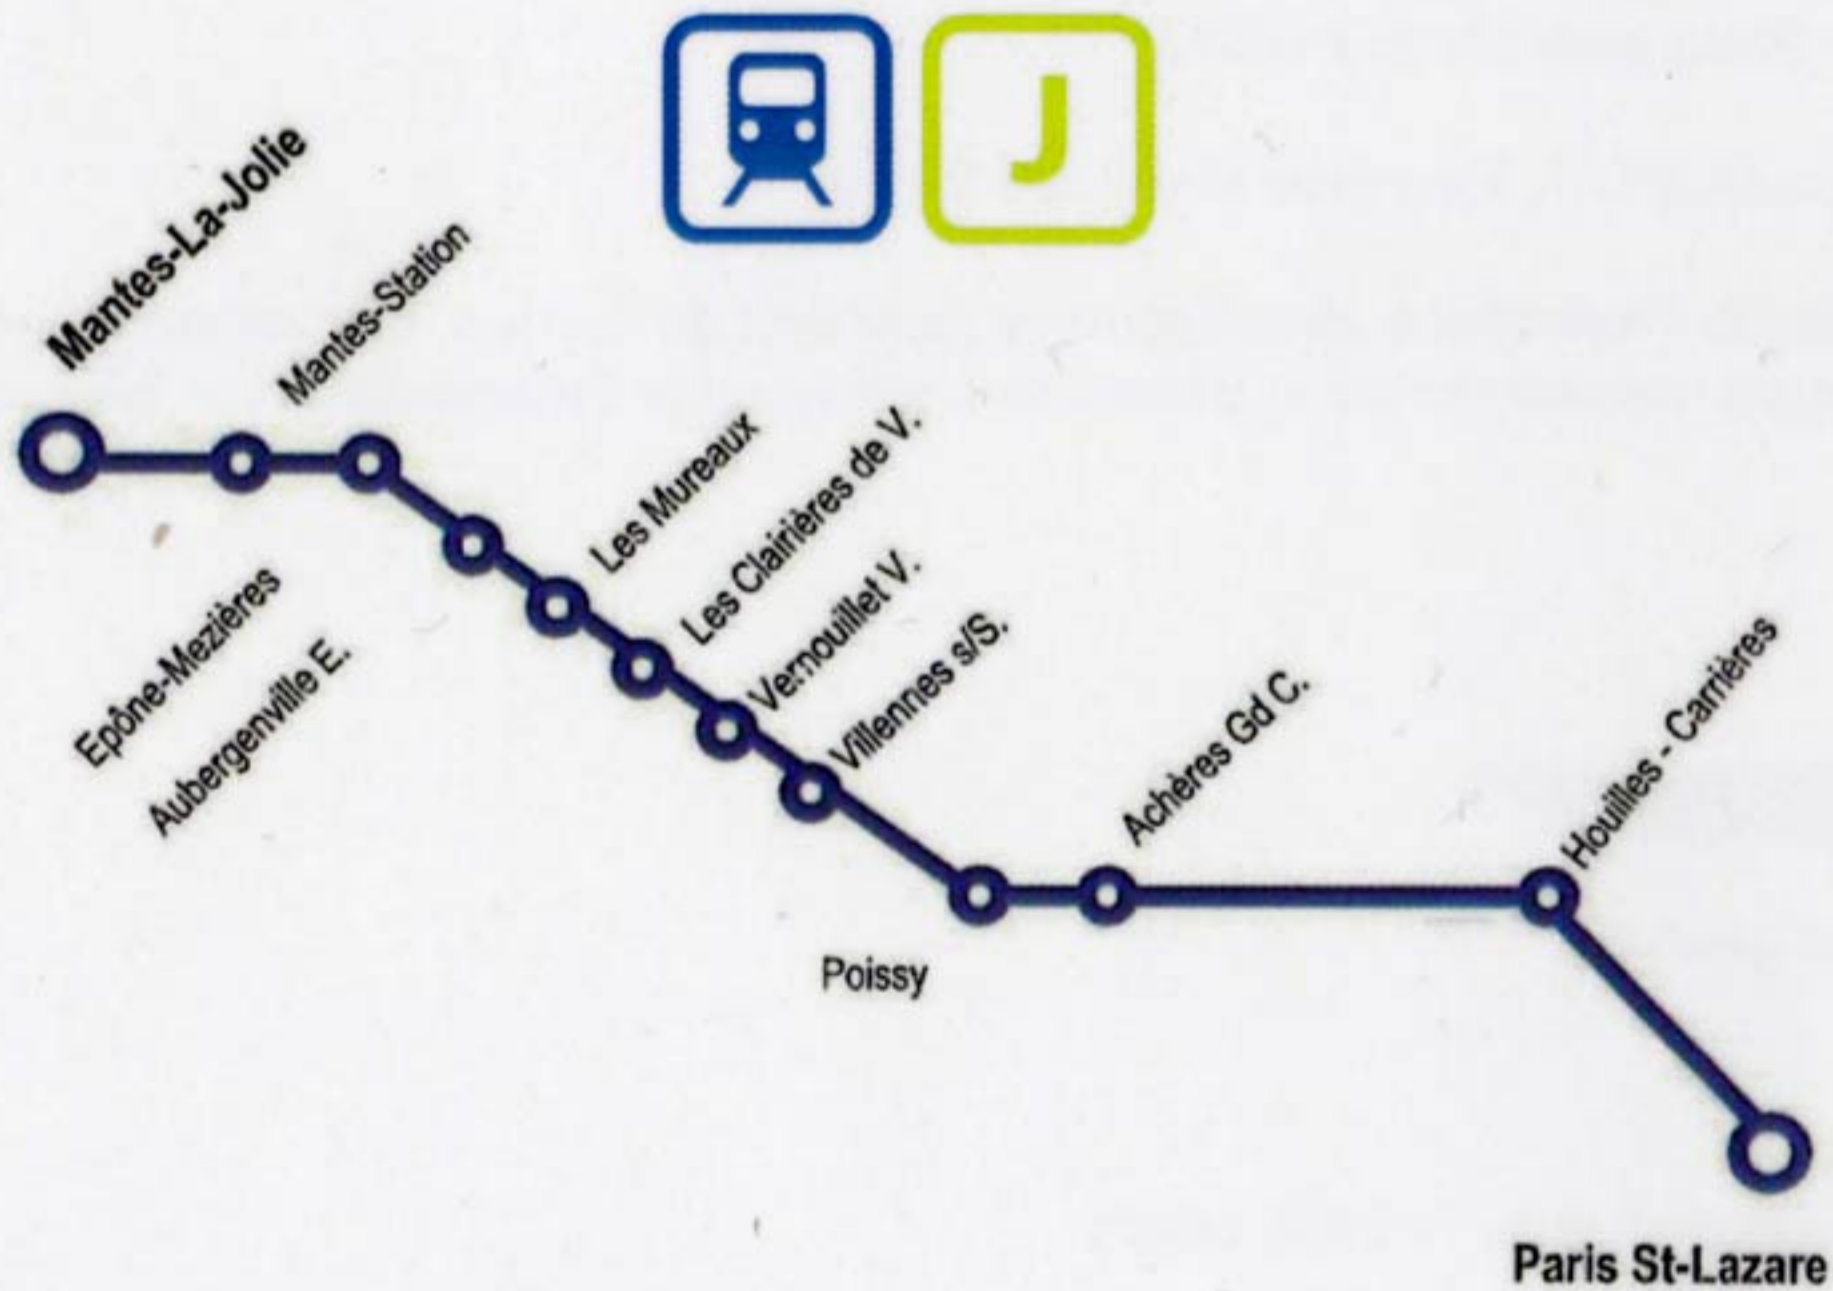 J
Mantes-La-Jolie
Mantes-Station
Epône-Mezières
Aubergenville E.
Les Mureaux
Les Clairières de V.
Vernouillet V.
Villennes s/S.
Poissy
Achères Gd C.
Houilles - Carrières
Paris St-Lazare